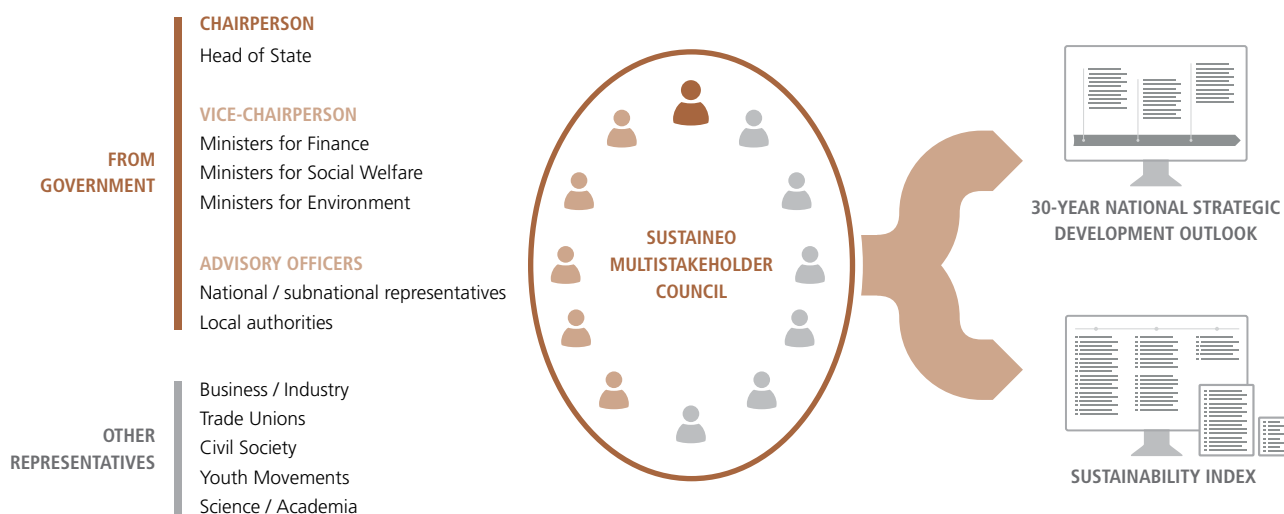 FROM
GOVERNMENT
CHAIRPERSON
Head of State
VICE-CHAIRPERSON
Ministers for Finance
Ministers for Social Welfare
Ministers for Environment
ADVISORY OFFICERS
National / subnational representatives
Local authorities
OTHER
REPRESENTATIVES
Business / Industry
Trade Unions
Civil Society
Youth Movements
Science / Academia
SUSTAINEO
MULTISTAKEHOLDER
COUNCIL
30-YEAR NATIONAL STRATEGIC
DEVELOPMENT OUTLOOK
SUSTAINABILITY INDEX